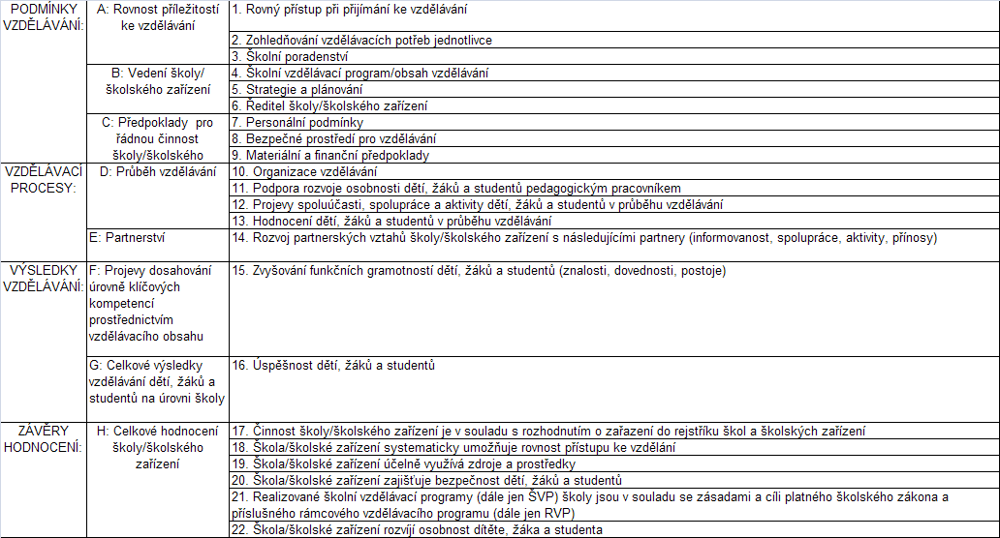 PODMÍNKY
VZDĚLÁVÁNÍ:
A: Rovnost příležitostí
ke vzdělávání
1. Rovný přístup při přijímání ke vzdělávání
2. Zohledňování vzdělávacích potřeb jednotlivce
3. Školní poradenství
B: Vedení školy/
školského zařízení
4. Školní vzdělávací program/obsah vzdělávání
5. Strategie a plánování
6. Ředitel školy/školského zařízení
C: Předpoklady pro
řádnou činnost
školy/školského
7. Personální podmínky
8. Bezpečné prostředí pro vzdělávání
9. Materiální a finanční předpoklady
VZDĚLÁVACÍ
PROCESY:
D: Průběh vzdělávání
10. Organizace vzdělávání
11. Podpora rozvoje osobnosti dětí, žáků a studentů pedagogickým pracovníkem
12. Projevy spoluúčasti, spolupráce a aktivity dětí, žáků a studentů v průběhu vzdělávání
13. Hodnocení dětí, žáků a studentů v průběhu vzdělávání
E: Partnerství
14. Rozvoj partnerských vztahů školy/školského zařízení s následujícími partnery (informovanost, spolupráce, aktivity, přínosy)
VÝSLEDKY
VZDĚLÁVÁNÍ:
F: Projevy dosahování
úrovně klíčových
kompetencí
prostřednictvím
vzdělávacího obsahu
15. Zvyšování funkčních gramotností dětí, žáků a studentů (znalosti, dovednosti, postoje)
G: Celkové výsledky
vzdělávání dětí, žáků a
studentů na úrovni školy
16. Úspěšnost dětí, žáků a studentů
ZÁVĚRY
HODNOCENÍ:
H: Celkové hodnocení
školy/školského
zařízení
17. Činnost školy/školského zařízení je v souladu s rozhodnutím o zařazení do rejstříku škol a školských zařízení
18. Škola/školské zařízení systematicky umožňuje rovnost přístupu ke vzdělání
19. Škola/školské zařízení účelně využívá zdroje a prostředky
20. Škola/školské zařízení zajišťuje bezpečnost dětí, žáků a studentů
21. Realizované školní vzdělávací programy (dále jen ŠVP) školy jsou v souladu se zásadami a cíli platného školského zákona a
příslušného rámcového vzdělávacího programu (dále jen RVP)
22. Škola/školské zařízení rozvíjí osobnost dítěte, žáka a studenta